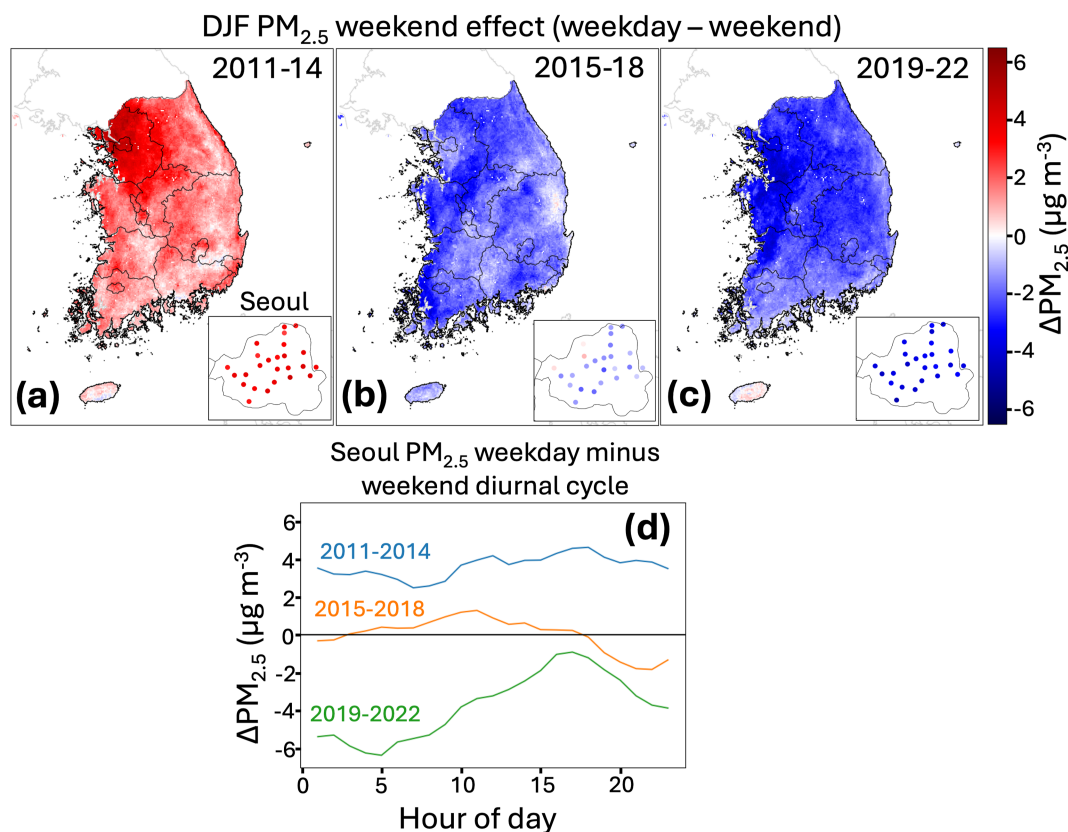 DJF PM2.5 weekend effect (weekday – weekend)
2011-14
2015-18
2019-22
Seoul
(a)
(b)
(c)
6
4
2
0
-2
-4
-6
ΔPM2.5 (µg m-3)
Seoul PM2.5 weekday minus
weekend diurnal cycle
(d)
6
4
2
0
-2
-4
-6
ΔPM2.5 (µg m-3)
2011-2014
2015-2018
2019-2022
0
5
10
15
20
Hour of day